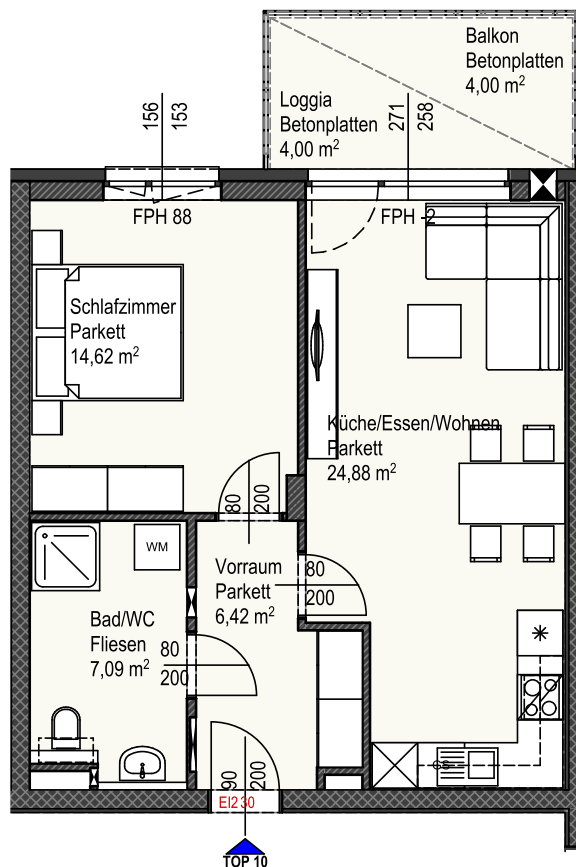 Balkon
Betonplatten
4,00 m²
Loggia
Betonplatten
4,00 m²
156
153
271
258
FPH 88
FPH -2
Schlafzimmer
Parkett
14,62 m²
Küche/Essen/Wohnen
Parkett
24,88 m²
80
200
WM
Vorraum
Parkett
6,42 m²
80
200
Bad/WC
Fliesen
7,09 m²
80
200
GS
90
200
EI2 30
TOP 10